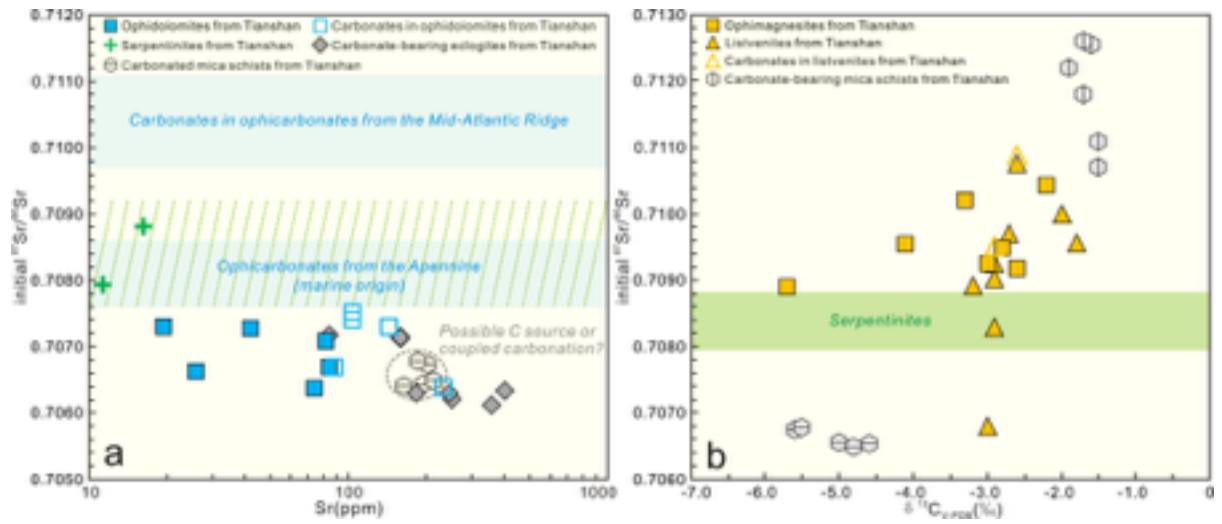 0.7120
Ophidolomites from Tianshan
Carbonates in ophidolomites from Tianshan
Serpentinites from Tianshan
Carbonate-bearing eclogites from Tianshan
Carbonated mica schists from Tianshan
0.7110
Carbonates in ophicarbonates from the Mid-Atlantic Ridge
0.7100
initial ⁸⁷Sr/⁸⁶Sr
0.7090
Ophicarbonates from the Apennine
(marine origin)
0.7080
Possible C source or
coupled carbonation?
0.7070
0.7060
a
0.7050
10
100
1000
Sr(ppm)
0.7130
Ophimagnesites from Tianshan
Listvenites from Tianshan
Carbonates in listvenites from Tianshan
Carbonate-bearing mica schists from Tianshan
0.7120
0.7110
0.7100
initial ⁸⁷Sr/⁸⁶Sr
0.7090
Serpentinites
0.7080
0.7070
b
0.7060
-7.0
-6.0
-5.0
-4.0
-3.0
-2.0
-1.0
0
δ ¹³C V-PDB(‰)